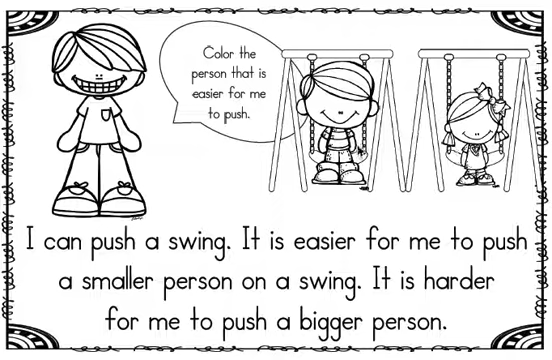 Color the
person that is
easier for me
to push.
I can push a swing. It is easier for me to push
a smaller person on a swing. It is harder
for me to push a bigger person.